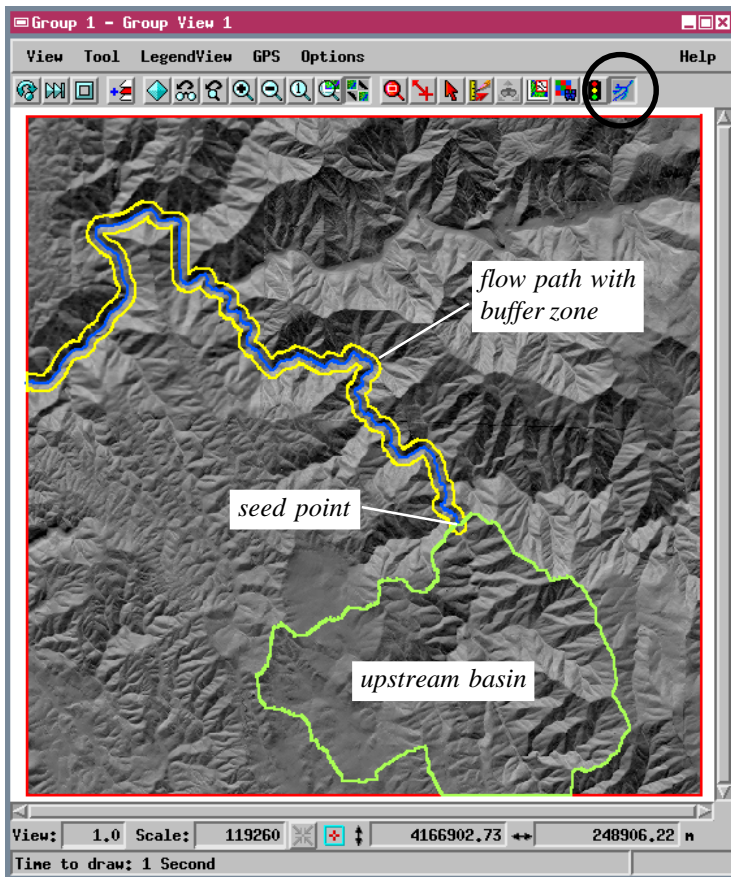 Group 1 - Group View 1
View Tool LegendView GPS Options Help
flow path with
buffer zone
seed point
upstream basin
View: 1.0 Scale: 119260 4166902.73 248906.22 m
Time to draw: 1 Second